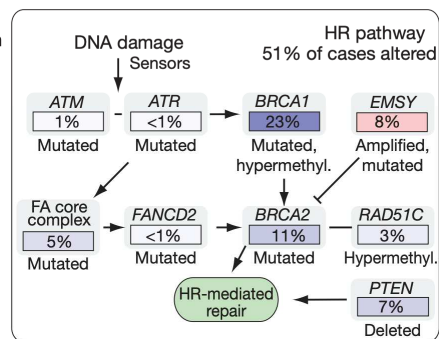 n
DNA damage
HR pathway
51% of cases altered
Sensors
ATM
ATR
BRCA1
EMSY
1%
<1%
23%
8%
Mutated
Mutated
Mutated,
hypermethyl.
Amplified,
mutated
FA core
complex
FANCD2
BRCA2
RAD51C
5%
<1%
11%
3%
Mutated
Mutated
Mutated
Hypermethyl.
HR-mediated
repair
PTEN
7%
Deleted